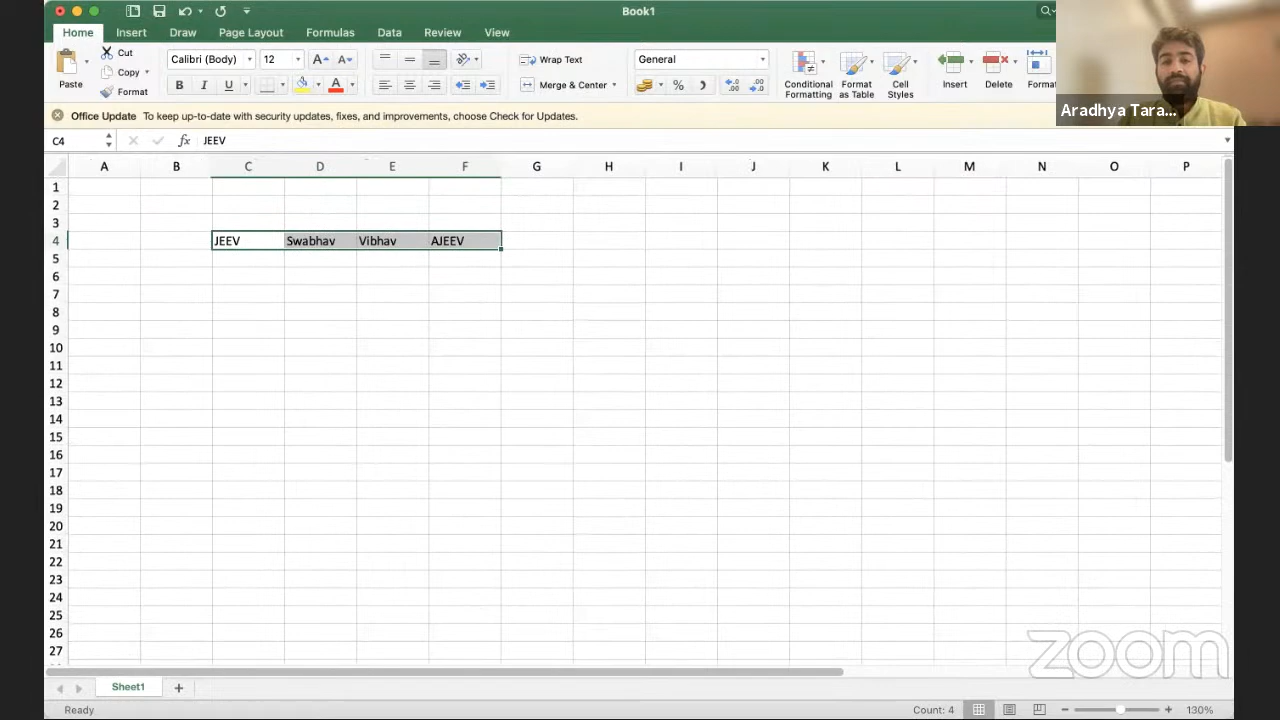 Book1
Home Insert Draw Page Layout Formulas Data Review View
Paste
Cut
Copy
Format
Calibri (Body) 12
A A
B I U A
Wrap Text
Merge & Center
General
%
Conditional Formatting
Format as Table
Cell Styles
Insert
Delete
Format
Aradhya Tara...
Office Update To keep up-to-date with security updates, fixes, and improvements, choose Check for Updates.
C4 fx JEEV
A B C D E F G H I J K L M N O P
1
2
3
4 JEEV Swabhav Vibhav AJEEV
5
6
7
8
9
10
11
12
13
14
15
16
17
18
19
20
21
22
23
24
25
26
27
zoom
Sheet1 +
Ready Count: 4 130%